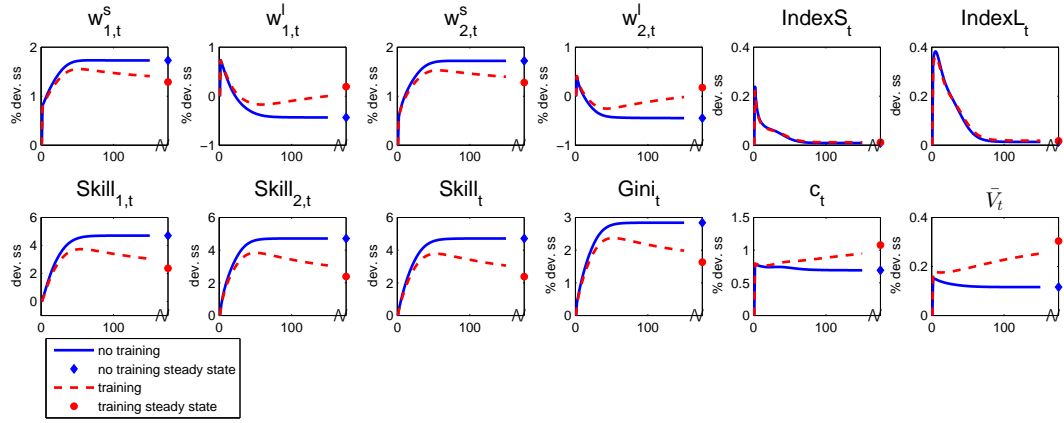 w^s_{1,t} w^l_{1,t} w^s_{2,t} w^l_{2,t} IndexS_t IndexL_t
% dev. ss % dev. ss % dev. ss % dev. ss dev. ss dev. ss
2 1 2 1 0.4 0.4
1 0 1 0 0.2 0.2
0 −1 0 −1 0 0
0 100 0 100 0 100 0 100 0 100 0 100
Skill_{1,t} Skill_{2,t} Skill_t Gini_t c_t V̄_t
dev. ss dev. ss dev. ss % dev. ss % dev. ss % dev. ss
6 6 6 3 1.5 0.4
4 4 4 2 1.0 0.2
2 2 2 1 0.5 0
0 0 0 0 0
0 100 0 100 0 100 0 100 0 100 0 100
no training
no training steady state
training
training steady state